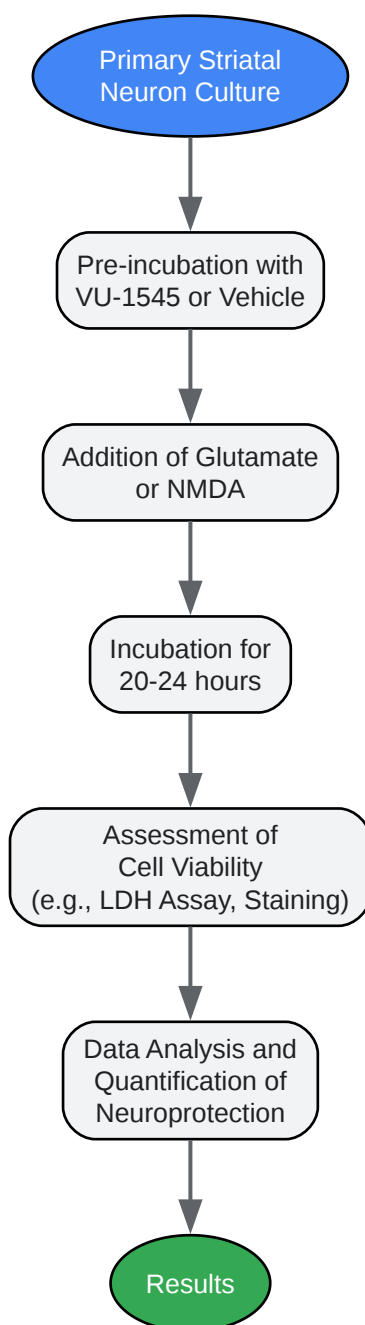 Primary Striatal
Neuron Culture
Pre-incubation with
VU-1545 or Vehicle
Addition of Glutamate
or NMDA
Incubation for
20-24 hours
Assessment of
Cell Viability
(e.g., LDH Assay, Staining)
Data Analysis and
Quantification of
Neuroprotection
Results